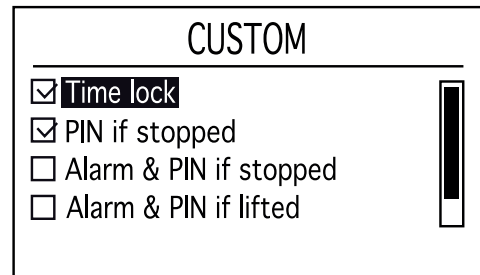 CUSTOM
Time lock
PIN if stopped
Alarm & PIN if stopped
Alarm & PIN if lifted